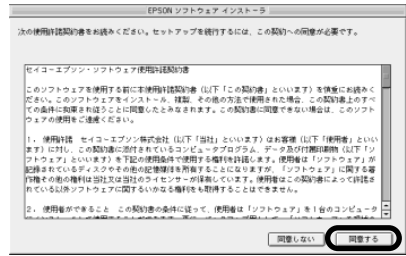 EPSON ソフトウェア インストーラ
次の使用許諾契約書をお読みください。セットアップを続行するには、この契約への同意が必要です。
セイコーエプソン・ソフトウェア使用許諾契約書
このソフトウェアを使用する前に本使用許諾契約書（以下「この契約書」といいます）を慎重にお読みく
ださい。このソフトウェアをインストール、複製、その他の方法で使用された場合、この契約書上のすべ
ての条件に拘束され従うことに同意したとみなされます。この契約書に同意できない場合は、このソフト
ウェアの使用をご遠慮ください。
1．使用許諾　セイコーエプソン株式会社（以下「当社」といいます）はお客様（以下「使用者」といい
ます）に対し、この契約書に添付されているコンピュータプログラム、データ及び付属印刷物（以下「ソ
フトウェア」といいます）を下記の使用条件で使用する権利を許諾します。使用者は「ソフトウェア」が
記録されているディスクやその他の記憶媒体を所有することになりますが、「ソフトウェア」に関する著
作権その他の権利は当社又は当社のライセンサーが保有しています。使用者はこの契約書によって許諾さ
れている以外ソフトウェアに関するいかなる権利をも取得することはできません。
2．使用者ができること　この契約書の条件に従って、使用者は「ソフトウェア」を1台のコンピュータ
同意しない
同意する